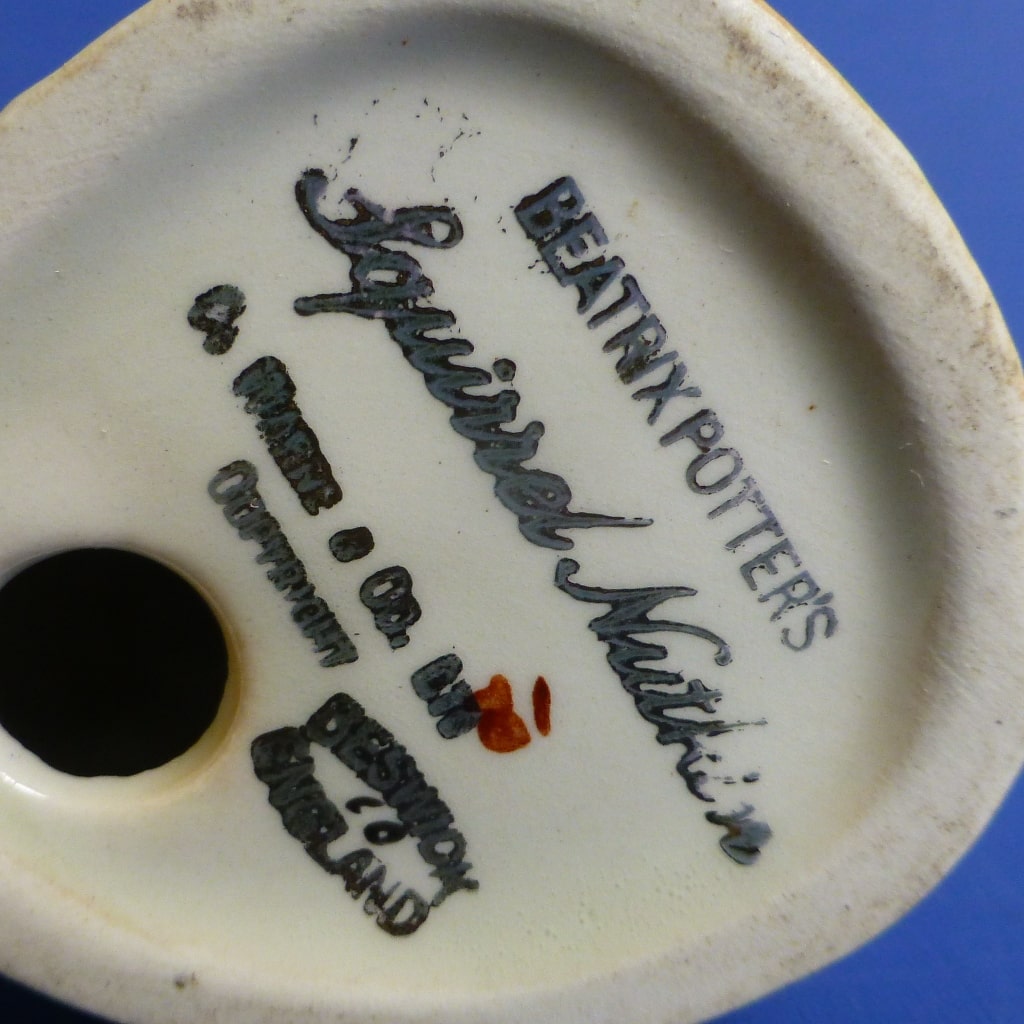 BEATRIX POTTER'S
Squirrel Nutkin
F. WARNE & CO. LTD.
COPYRIGHT
BESWICK
ENGLAND